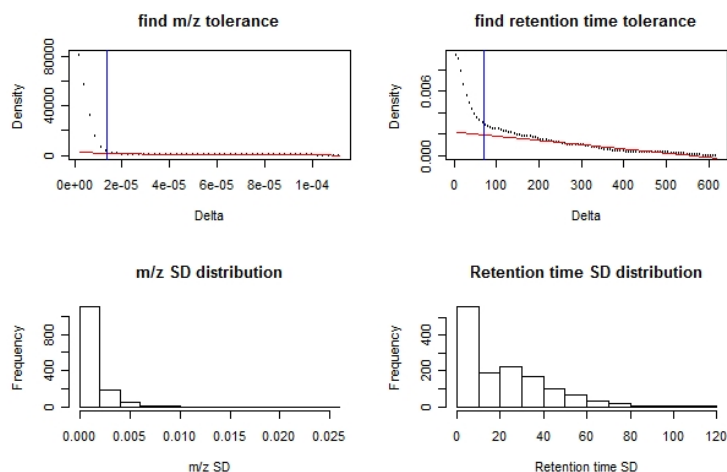 find m/z tolerance
find retention time tolerance
Density
0 40000 80000
0e+00 2e-05 4e-05 6e-05 8e-05 1e-04
Delta
Density
0.000 0.006
0 100 200 300 400 500 600
Delta
m/z SD distribution
Retention time SD distribution
Frequency
0 400 800
0.000 0.005 0.010 0.015 0.020 0.025
m/z SD
Frequency
0 200 400
0 20 40 60 80 100 120
Retention time SD